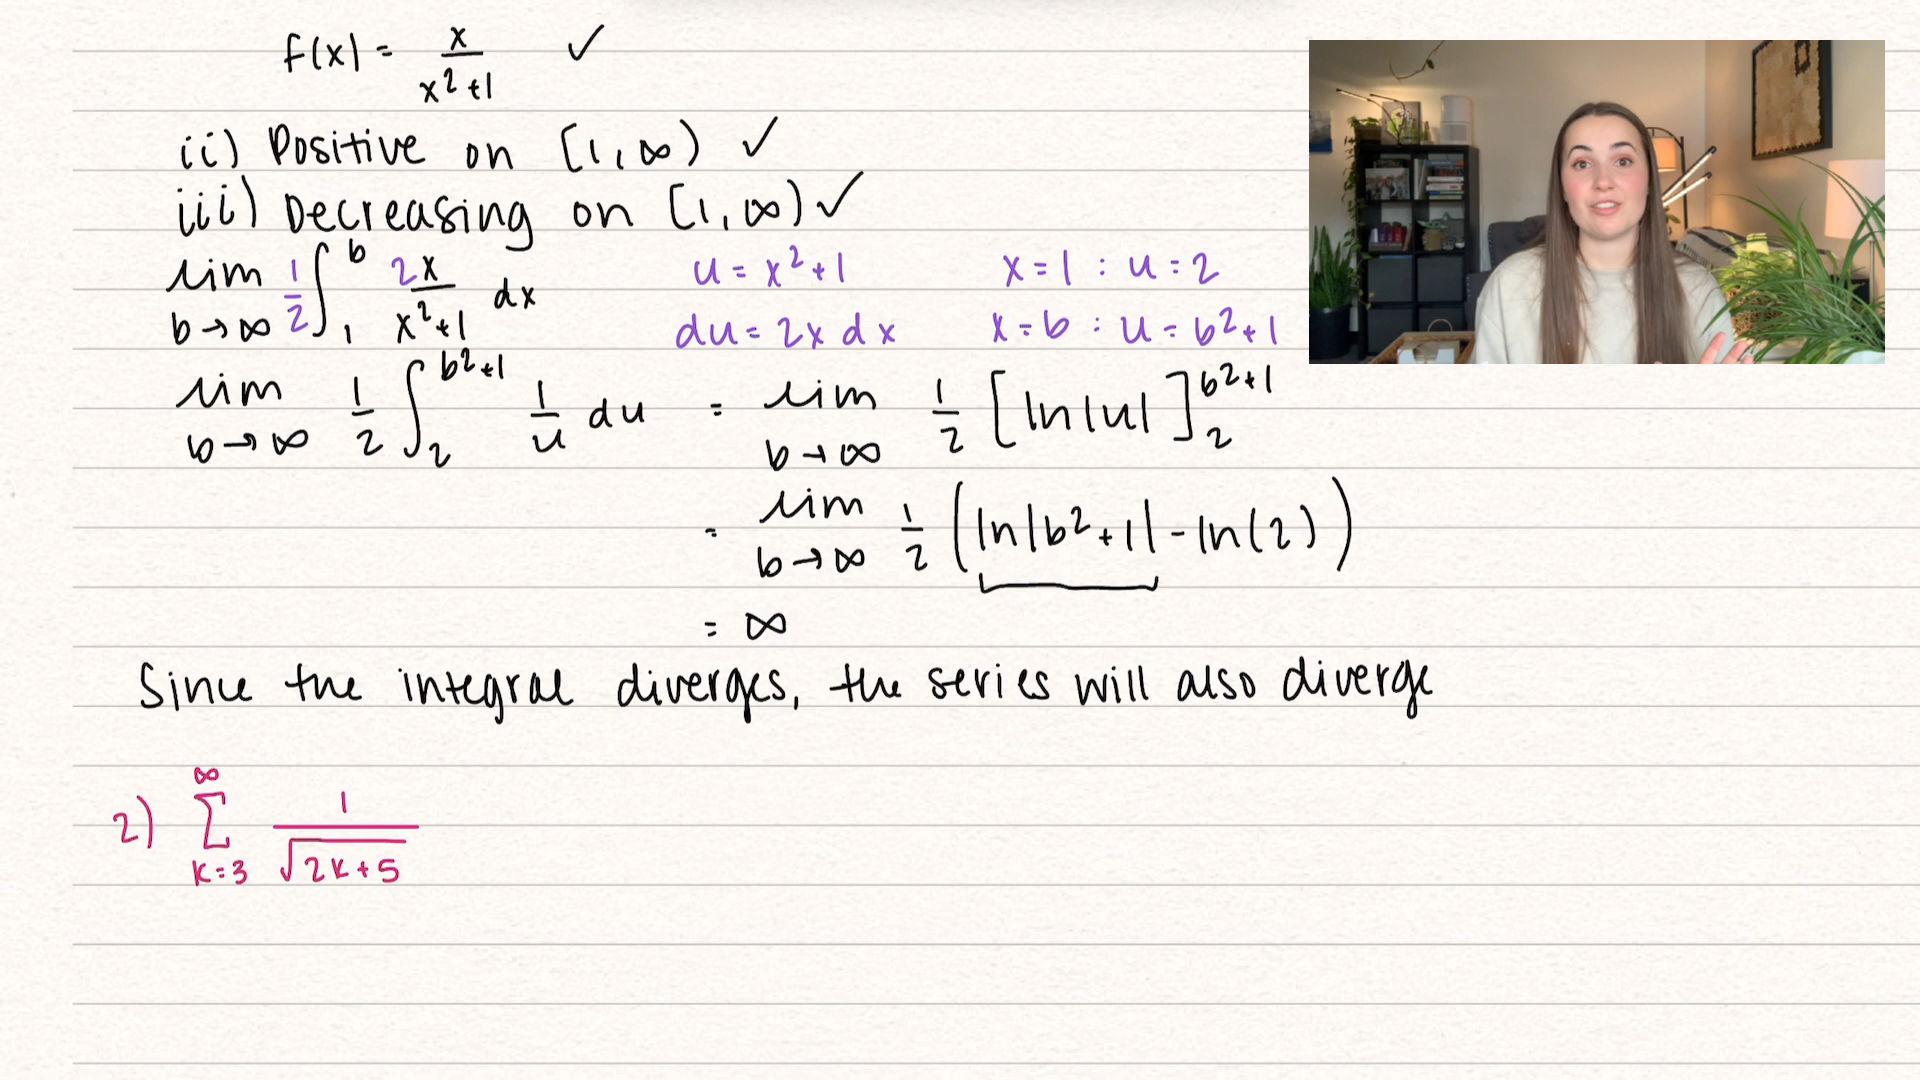 f(x) = x/(x²+1) ✓
ii) Positive on [1,∞) ✓
iii) Decreasing on [1,∞) ✓
lim b→∞ 1/2 ∫₁^b 2x/(x²+1) dx    u = x²+1    x=1 : u=2
du = 2x dx    x=b : u=b²+1
lim b→∞ 1/2 ∫₂^(b²+1) 1/u du = lim b→∞ 1/2 [ln|u|]₂^(b²+1)
= lim b→∞ 1/2 (ln|b²+1| - ln(2))
= ∞
Since the integral diverges, the series will also diverge
2) ∑_(k=3)^∞ 1/√(2k+5)